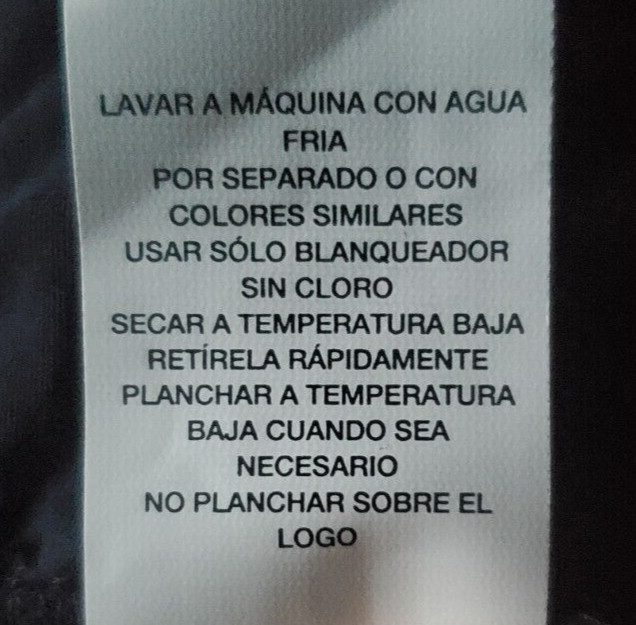 LAVAR A MÁQUINA CON AGUA
FRIA
POR SEPARADO O CON
COLORES SIMILARES
USAR SÓLO BLANQUEADOR
SIN CLORO
SECAR A TEMPERATURA BAJA
RETÍRELA RÁPIDAMENTE
PLANCHAR A TEMPERATURA
BAJA CUANDO SEA
NECESARIO
NO PLANCHAR SOBRE EL
LOGO